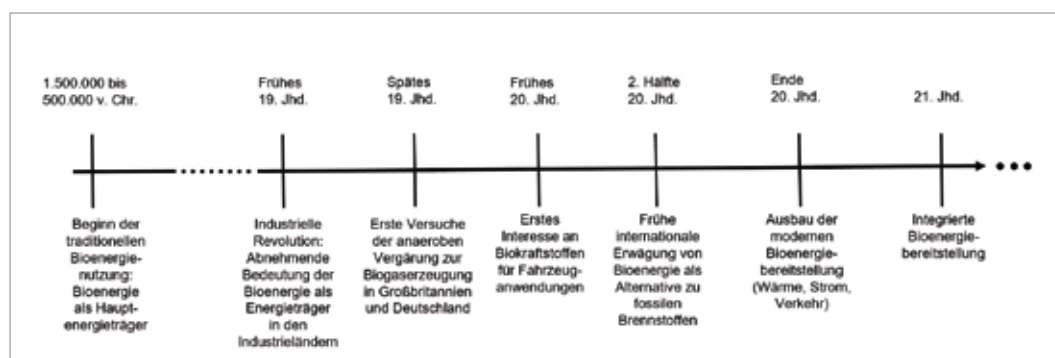 1.500.000 bis
500.000 v. Chr.
Frühes
19. Jhd.
Spätes
19. Jhd.
Frühes
20. Jhd.
2. Hälfte
20. Jhd.
Ende
20. Jhd.
21. Jhd.
Beginn der
traditionellen
Bioenergie-
nutzung:
Bioenergie
als Haupt-
energieträger
Industrielle
Revolution:
Abnehmende
Bedeutung der
Bioenergie als
Energieträger
in den
Industrieländern
Erste Versuche
der anaeroben
Vergärung zur
Biogaserzeugung
in Großbritannien
und Deutschland
Erstes
Interesse an
Biokraftstoffen
für Fahrzeug-
anwendungen
Frühe
internationale
Erwägung von
Bioenergie als
Alternative zu
fossilen
Brennstoffen
Ausbau der
modernen
Bioenergie-
bereitstellung
(Wärme, Strom,
Verkehr)
Integrierte
Bioenergie-
bereitstellung